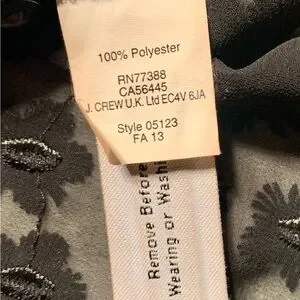 100% Polyester
RN77388
CA56445
J. CREW U.K. Ltd EC4V 6JA
Style 05123
FA 13
Remove Before
Wearing or Washi